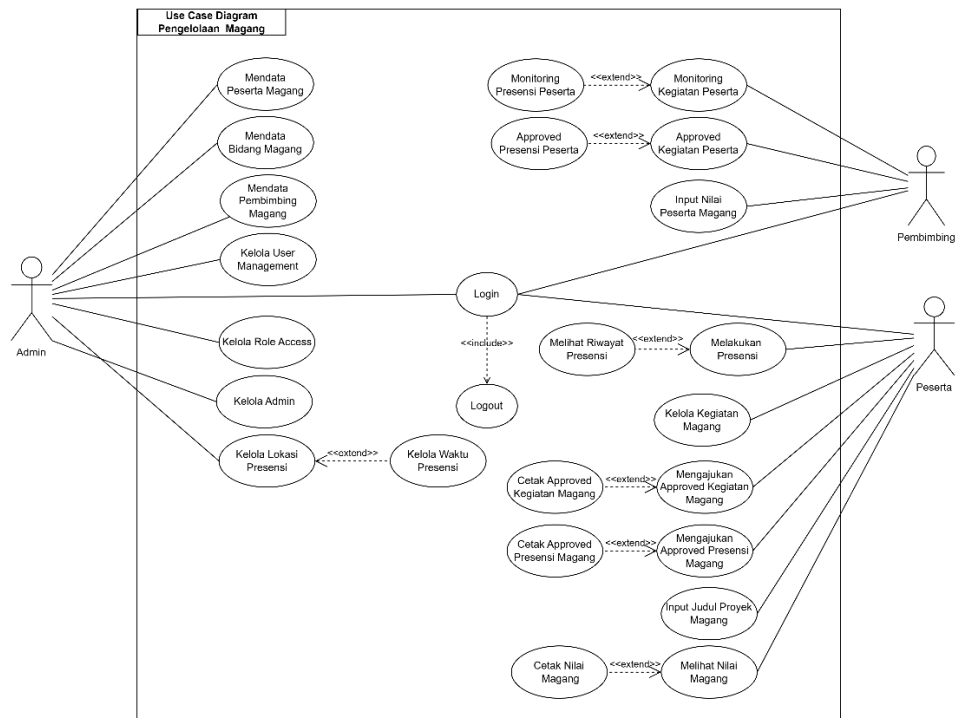 Use Case Diagram
Pengelolaan Magang
Mendata
Peserta Magang
Mendata
Bidang Magang
Mendata
Pembimbing
Magang
Kelola User
Management
Kelola Role Access
Kelola Admin
Kelola Lokasi
Presensi
<<extend>>
Kelola Waktu
Presensi
Admin
Login
<<include>>
Logout
Monitoring
Presensi Peserta
<<extend>>
Monitoring
Kegiatan Peserta
Approved
Presensi Peserta
<<extend>>
Approved
Kegiatan Peserta
Input Nilai
Peserta Magang
Pembimbing
Melihat Riwayat
Presensi
<<extend>>
Melakukan
Presensi
Kelola Kegiatan
Magang
Cetak Approved
Kegiatan Magang
<<extend>>
Mengajukan
Approved Kegiatan
Magang
Cetak Approved
Presensi Magang
<<extend>>
Mengajukan
Approved Presensi
Magang
Input Judul Proyek
Magang
Cetak Nilai
Magang
<<extend>>
Melihat Nilai
Magang
Peserta